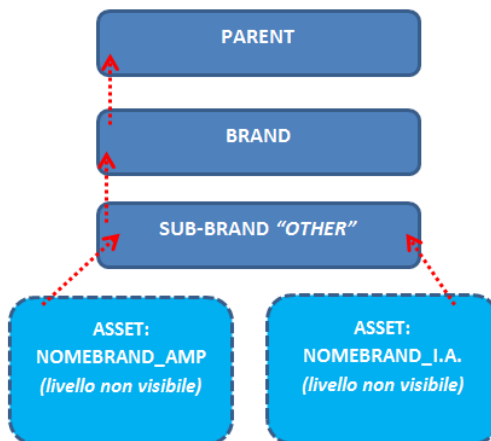 PARENT
BRAND
SUB-BRAND “OTHER”
ASSET:
NOMEBRAND_AMP
(livello non visibile)
ASSET:
NOMEBRAND_I.A.
(livello non visibile)